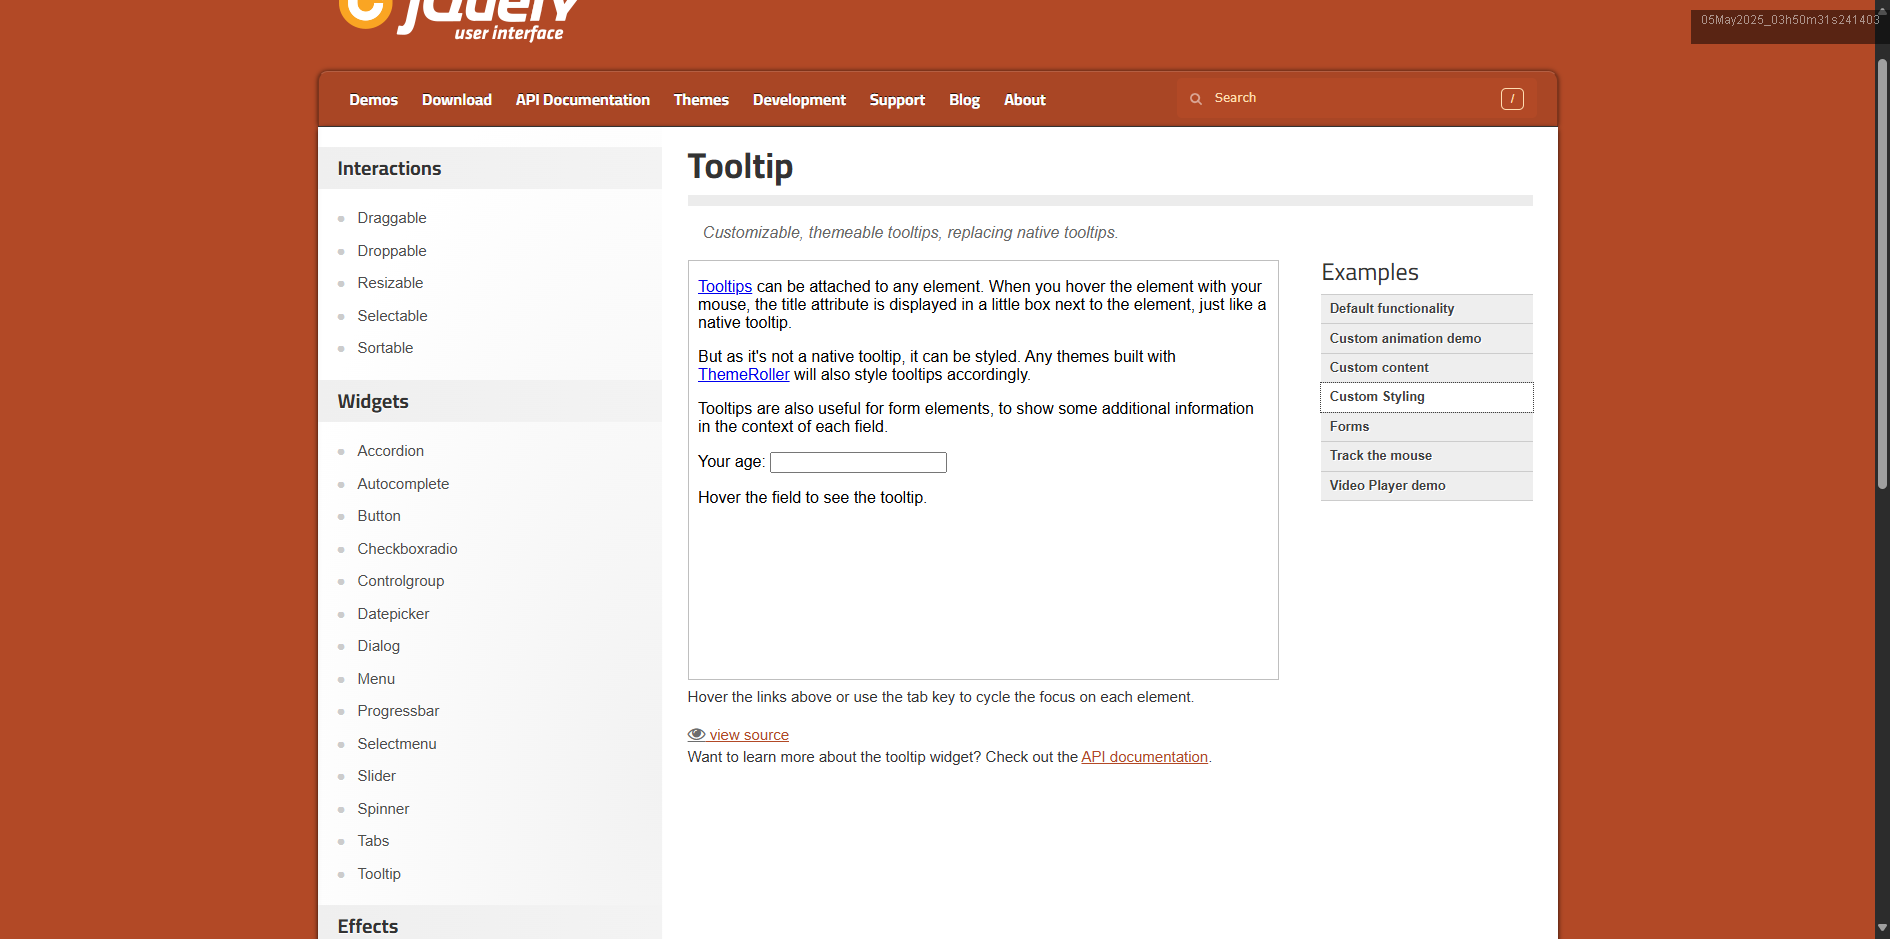 jQuery
user interface
05May2025_03h50m31s241403
Demos Download API Documentation Themes Development Support Blog About Search /
Interactions
Draggable
Droppable
Resizable
Selectable
Sortable
Widgets
Accordion
Autocomplete
Button
Checkboxradio
Controlgroup
Datepicker
Dialog
Menu
Progressbar
Selectmenu
Slider
Spinner
Tabs
Tooltip
Effects
Tooltip
Customizable, themeable tooltips, replacing native tooltips.
Tooltips can be attached to any element. When you hover the element with your
mouse, the title attribute is displayed in a little box next to the element, just like a
native tooltip.
But as it's not a native tooltip, it can be styled. Any themes built with
ThemeRoller will also style tooltips accordingly.
Tooltips are also useful for form elements, to show some additional information
in the context of each field.
Your age:
Hover the field to see the tooltip.
Hover the links above or use the tab key to cycle the focus on each element.
view source
Want to learn more about the tooltip widget? Check out the API documentation.
Examples
Default functionality
Custom animation demo
Custom content
Custom Styling
Forms
Track the mouse
Video Player demo